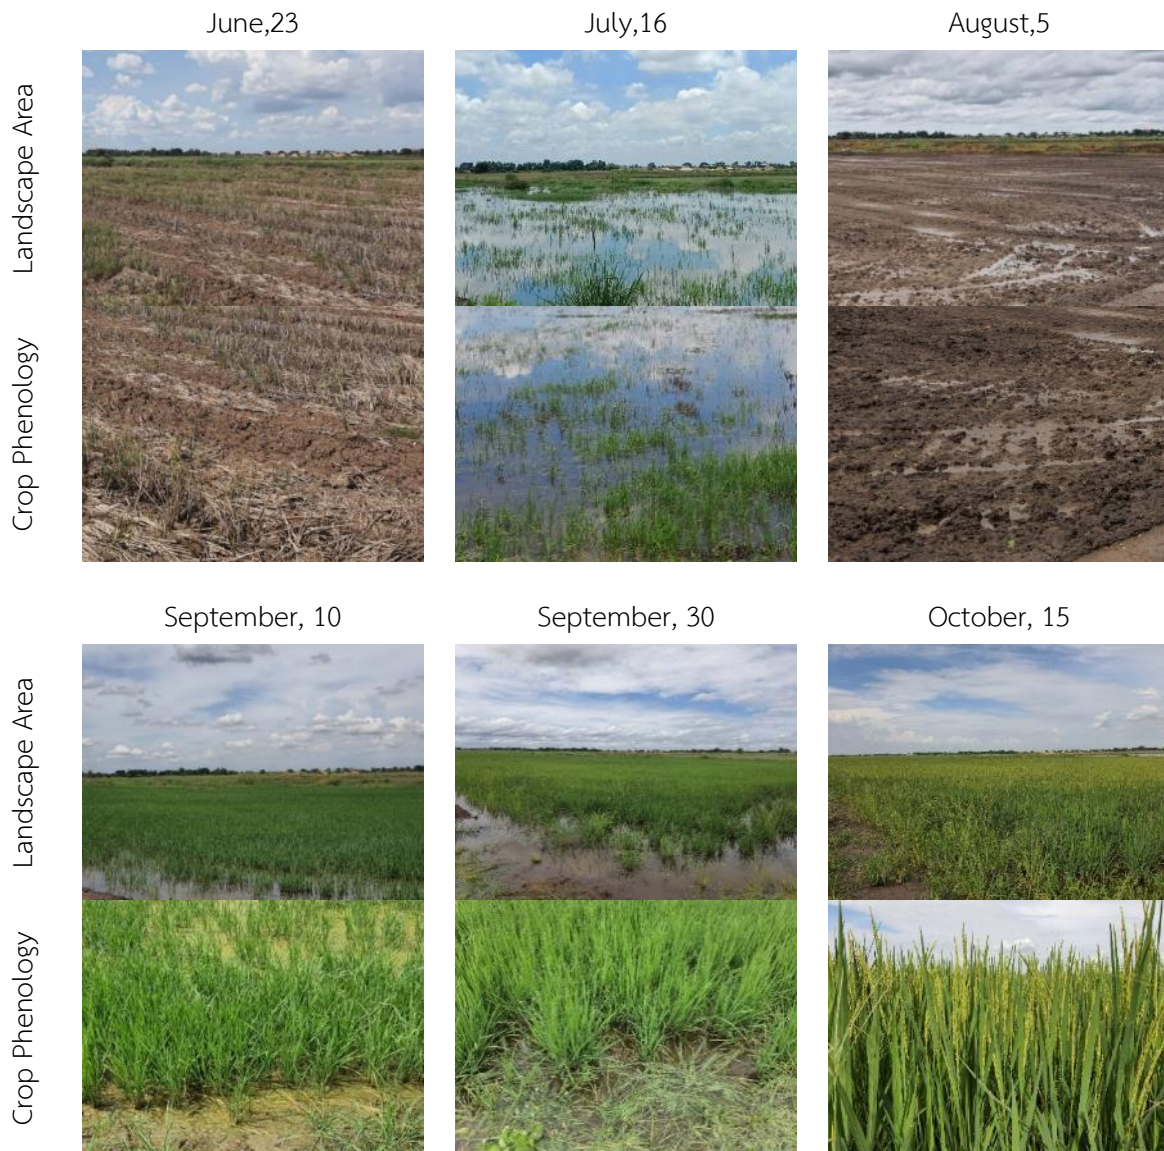 June,23
July,16
August,5
Landscape Area
Crop Phenology
September, 10
September, 30
October, 15
Landscape Area
Crop Phenology